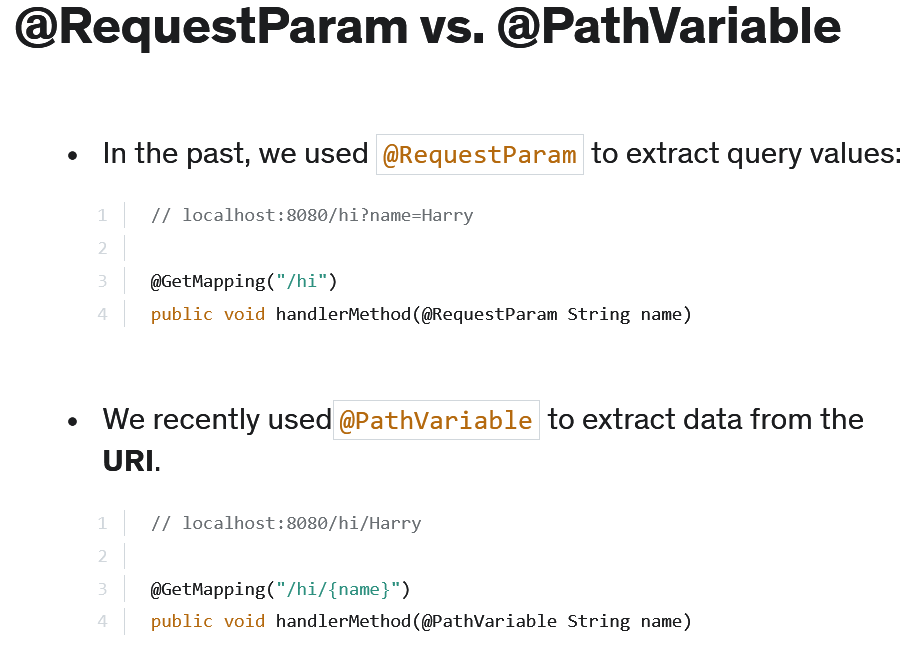 @RequestParam vs. @PathVariable
• In the past, we used @RequestParam to extract query values:
1 // localhost:8080/hi?name=Harry
2
3 @GetMapping("/hi")
4 public void handlerMethod(@RequestParam String name)
• We recently used @PathVariable to extract data from the
URI.
1 // localhost:8080/hi/Harry
2
3 @GetMapping("/hi/{name}")
4 public void handlerMethod(@PathVariable String name)